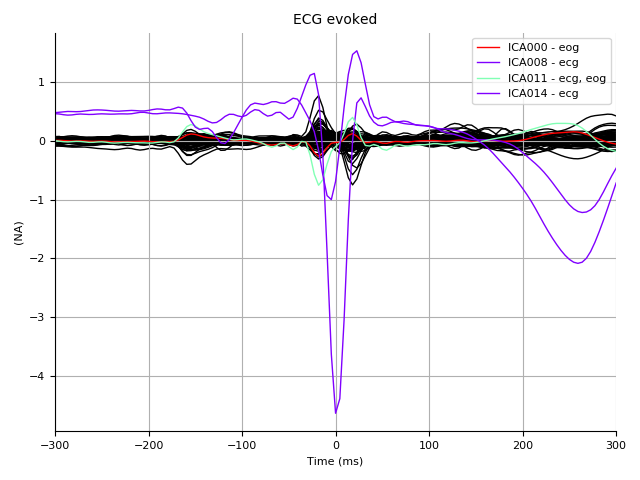 ECG evoked
ICA000 - eog
ICA008 - ecg
ICA011 - ecg, eog
ICA014 - ecg
1
0
−1
−2
−3
−4
(NA)
−300 −200 −100 0 100 200 300
Time (ms)